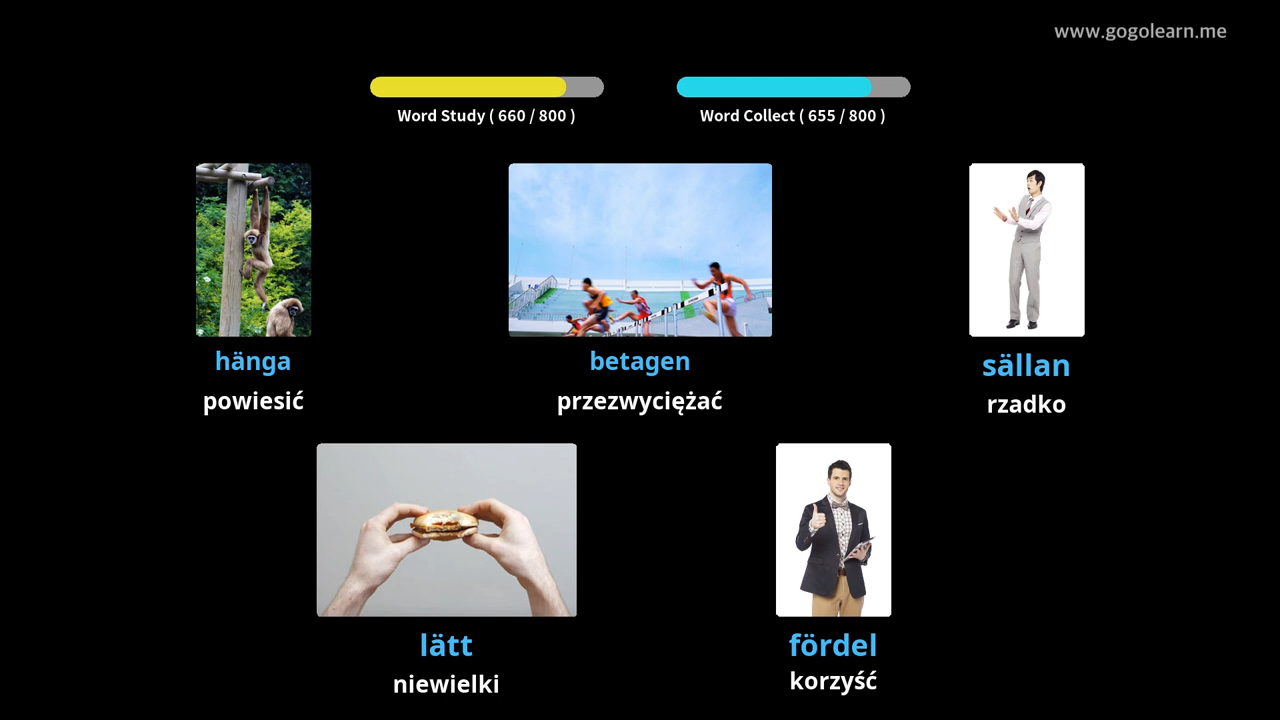 www.gogolearn.me
Word Study ( 660 / 800 )
Word Collect ( 655 / 800 )
hänga
powiesić
betagen
przezwyciężać
sällan
rzadko
lätt
niewielki
fördel
korzyść